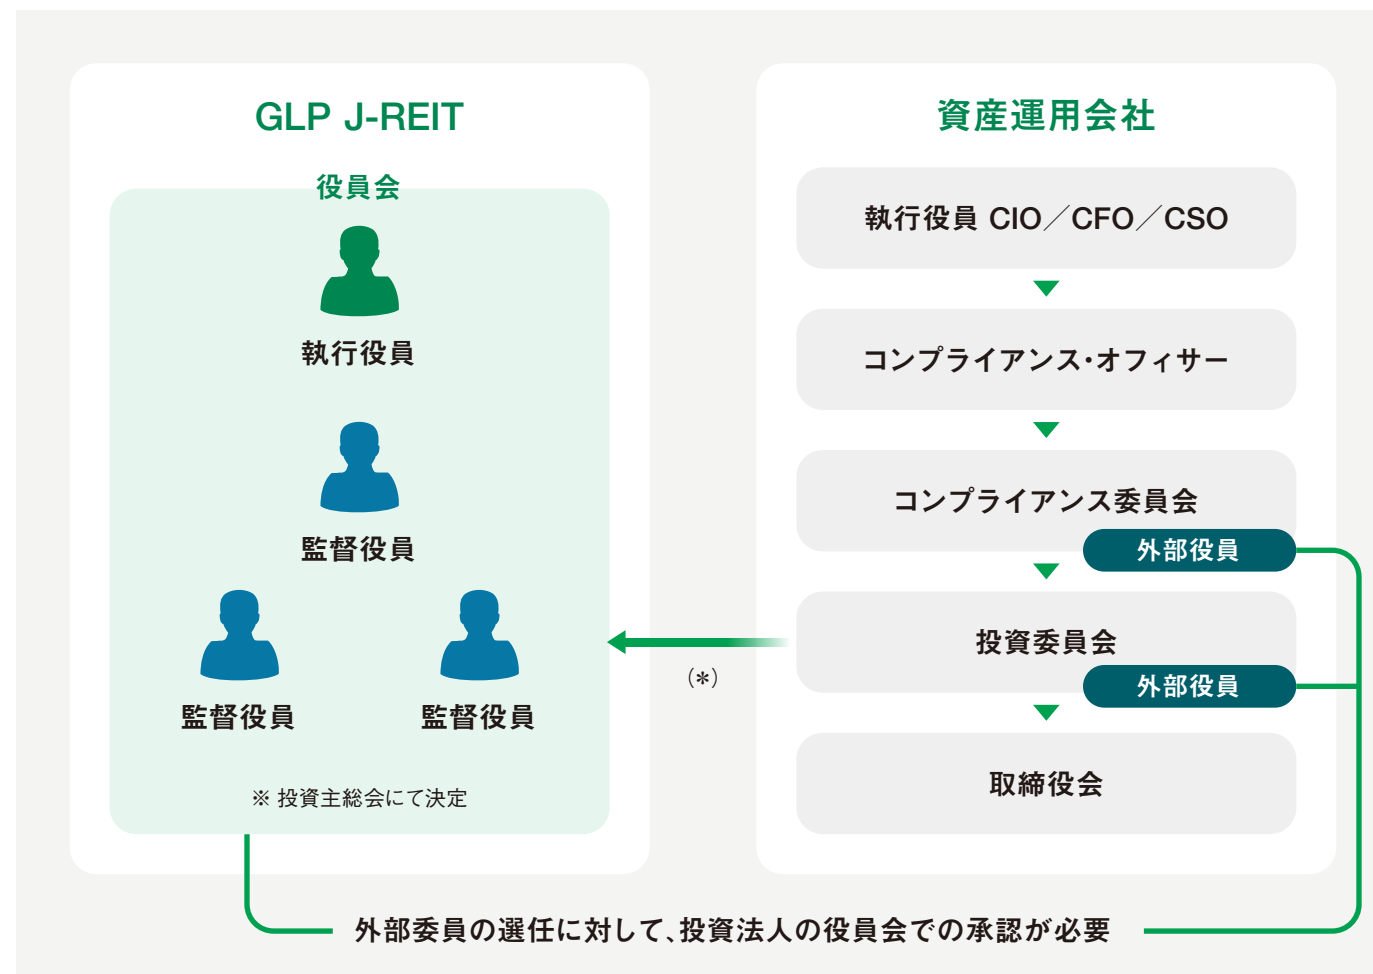 GLP J-REIT
役員会
執行役員
監督役員
監督役員
監督役員
※ 投資主総会にて決定
(*)
資産運用会社
執行役員 CIO／CFO／CSO
コンプライアンス・オフィサー
コンプライアンス委員会
外部役員
投資委員会
外部役員
取締役会
外部委員の選任に対して、投資法人の役員会での承認が必要